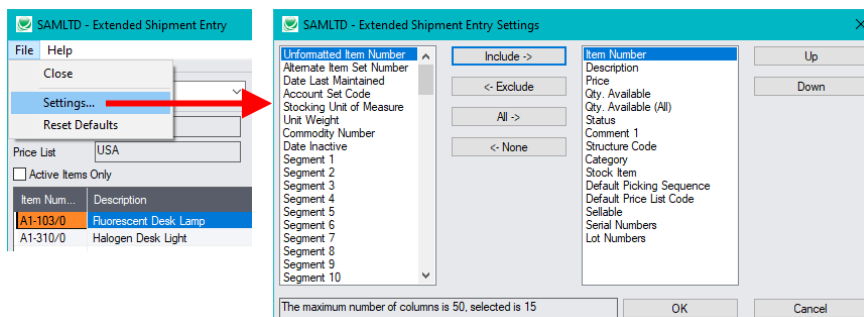 SAMLTD - Extended Shipment Entry
File Help
Close
Settings...
Reset Defaults
Price List USA
Active Items Only
Item Num... Description
A1-103/0 Fluorescent Desk Lamp
A1-310/0 Halogen Desk Light
SAMLTD - Extended Shipment Entry Settings
Unformatted Item Number
Alternate Item Set Number
Date Last Maintained
Account Set Code
Stocking Unit of Measure
Unit Weight
Commodity Number
Date Inactive
Segment 1
Segment 2
Segment 3
Segment 4
Segment 5
Segment 6
Segment 7
Segment 8
Segment 9
Segment 10
Include ->
<- Exclude
All ->
<- None
Item Number
Description
Price
Qty. Available
Qty. Available (All)
Status
Comment 1
Structure Code
Category
Stock Item
Default Picking Sequence
Default Price List Code
Sellable
Serial Numbers
Lot Numbers
Up
Down
The maximum number of columns is 50, selected is 15
OK
Cancel